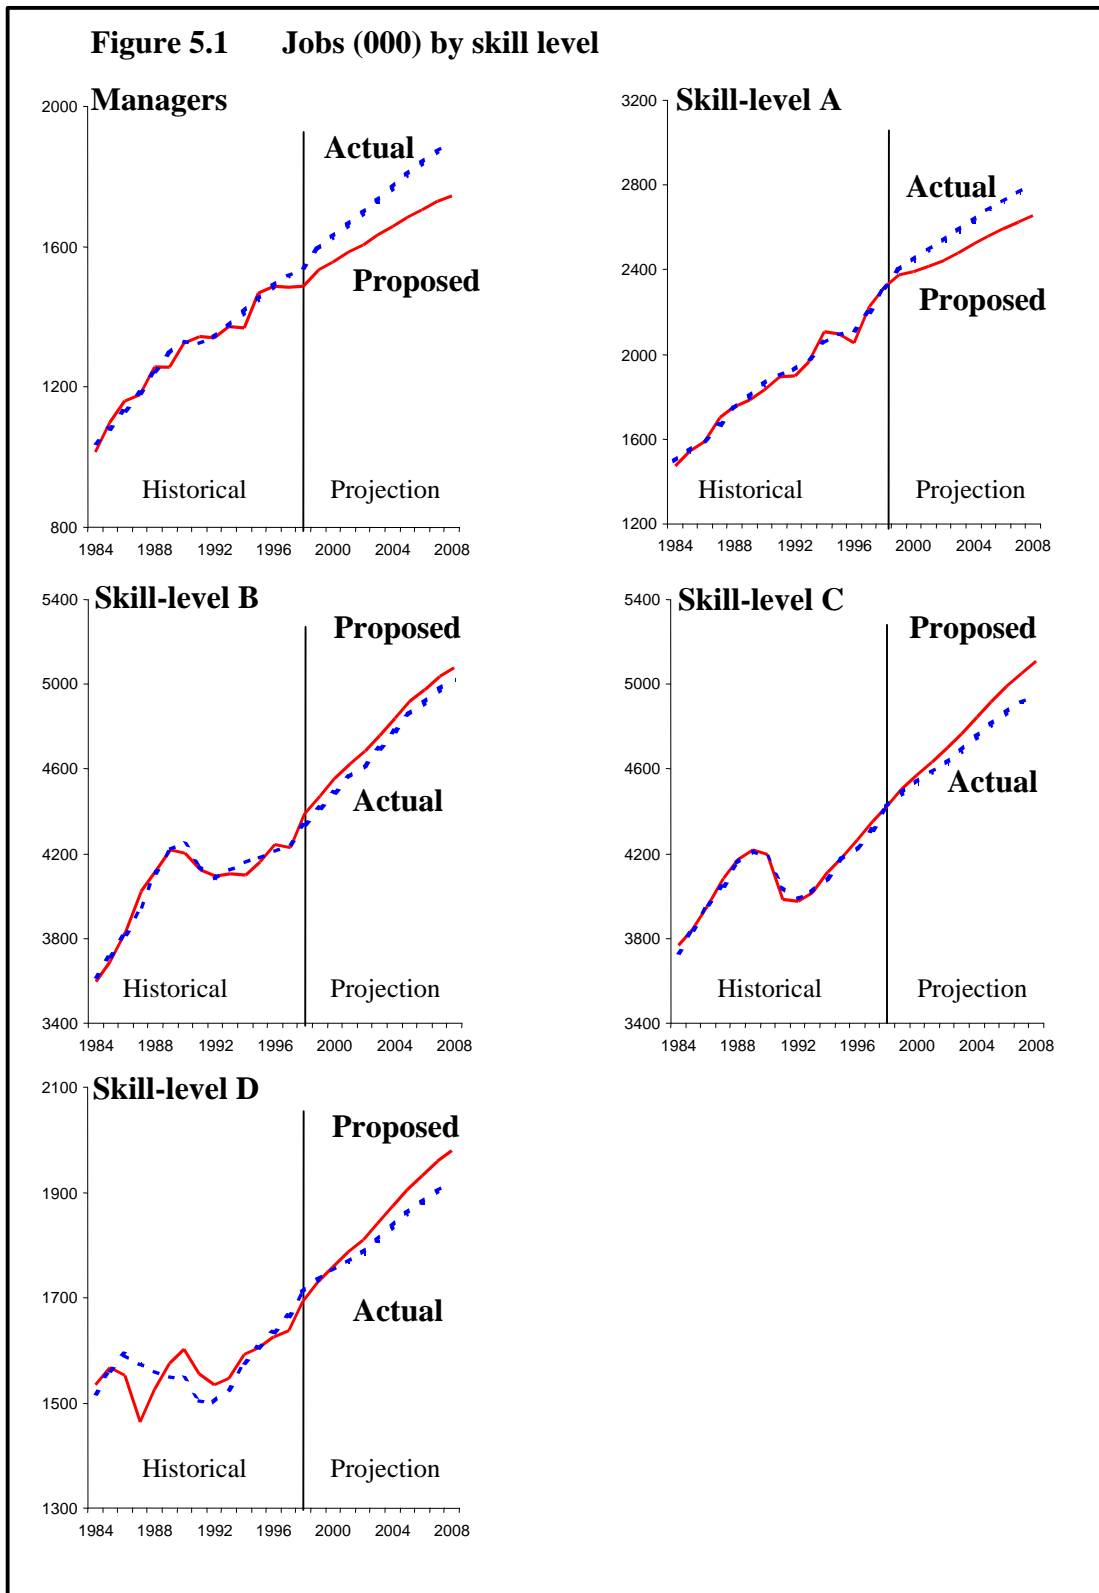 Figure 5.1 Jobs (000) by skill level
Managers
2000
1600
1200
800
Actual
Proposed
Historical Projection
1984 1988 1992 1996 2000 2004 2008
Skill-level A
3200
2800
2400
2000
1600
1200
Actual
Proposed
Historical Projection
1984 1988 1992 1996 2000 2004 2008
Skill-level B
5400
5000
4600
4200
3800
3400
Proposed
Actual
Historical Projection
1984 1988 1992 1996 2000 2004 2008
Skill-level C
5400
5000
4600
4200
3800
3400
Proposed
Actual
Historical Projection
1984 1988 1992 1996 2000 2004 2008
Skill-level D
2100
1900
1700
1500
1300
Proposed
Actual
Historical Projection
1984 1988 1992 1996 2000 2004 2008